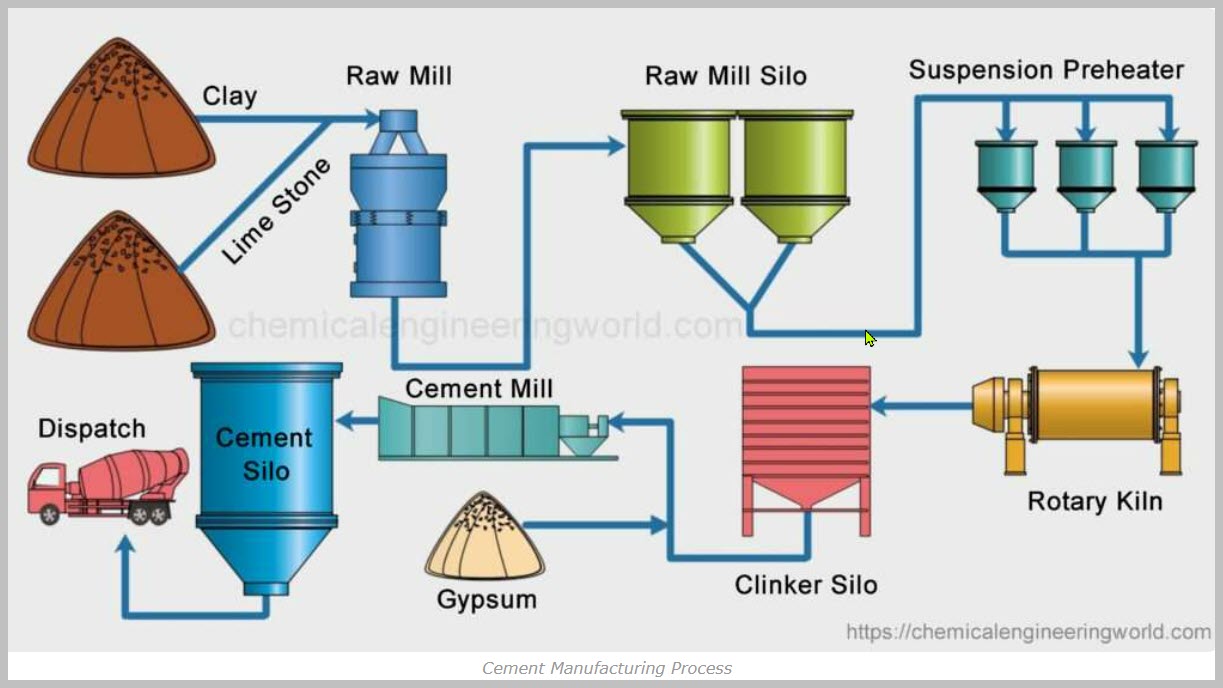 Clay
Lime Stone
Raw Mill
Raw Mill Silo
Suspension Preheater
chemicalengineeringworld.com
Dispatch
Cement
Silo
Cement Mill
Gypsum
Clinker Silo
Rotary Kiln
https://chemicalengineeringworld.com
Cement Manufacturing Process